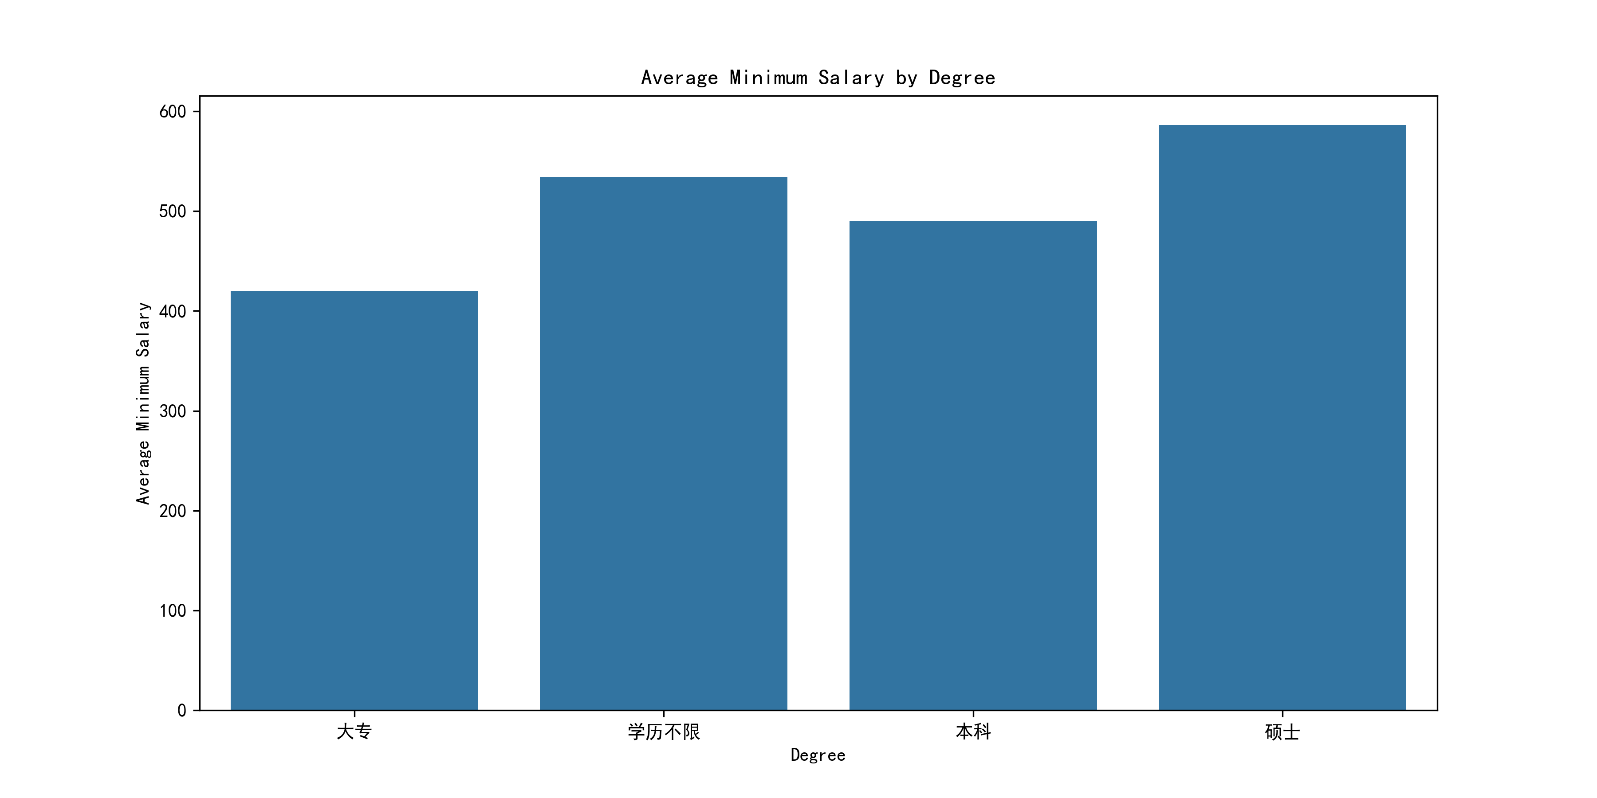 Average Minimum Salary by Degree
600
500
400
300
200
100
0
Average Minimum Salary
大专 学历不限 本科 硕士
Degree